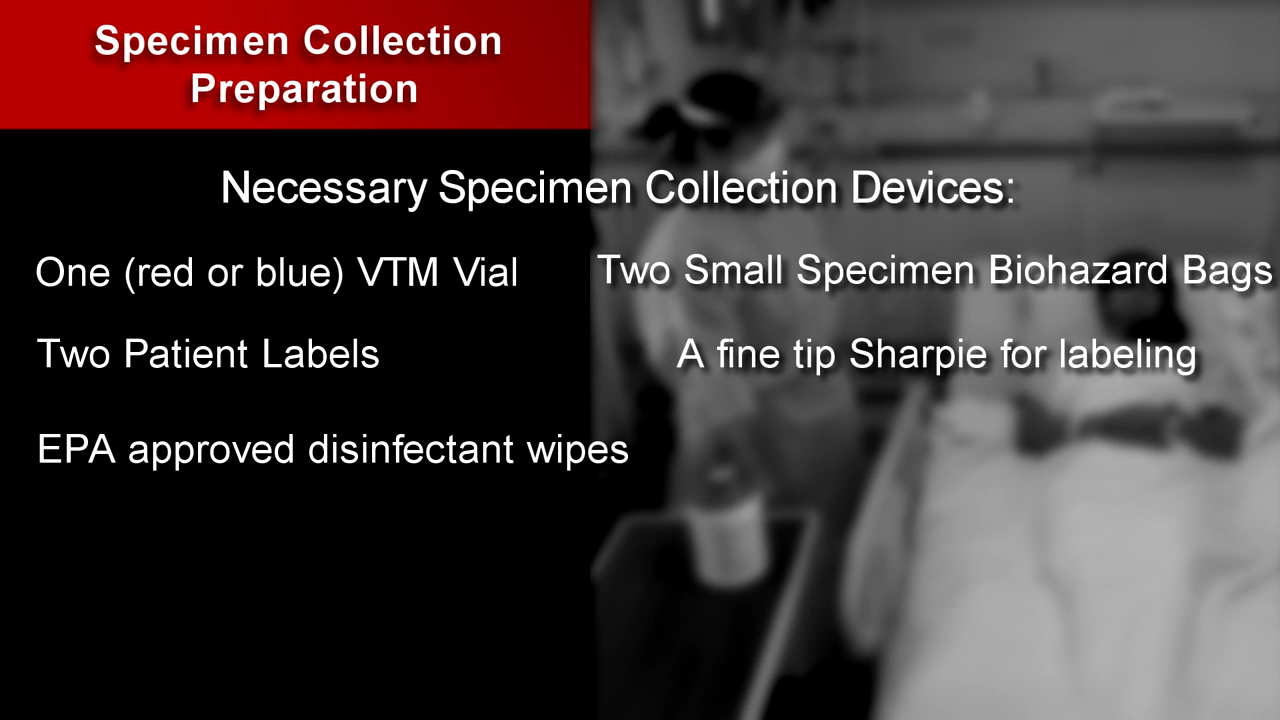 Specimen Collection
Preparation
Necessary Specimen Collection Devices:
One (red or blue) VTM Vial
Two Small Specimen Biohazard Bags
Two Patient Labels
A fine tip Sharpie for labeling
EPA approved disinfectant wipes